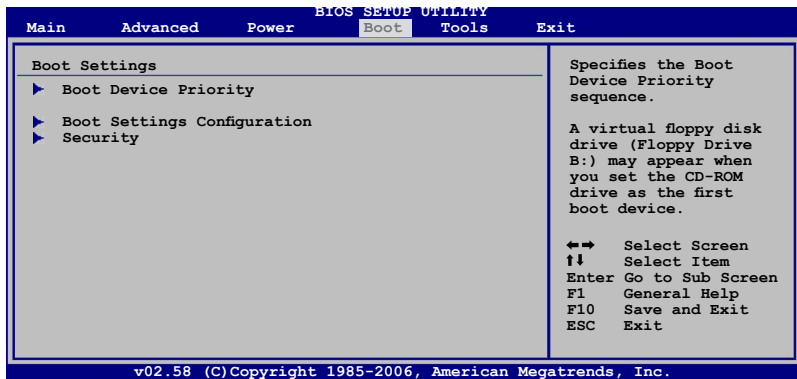 BIOS SETUP UTILITY
Main Advanced Power Boot Tools Exit
Boot Settings
Boot Device Priority
Boot Settings Configuration
Security
Specifies the Boot
Device Priority
sequence.
A virtual floppy disk
drive (Floppy Drive
B:) may appear when
you set the CD-ROM
drive as the first
boot device.
←→ Select Screen
↑↓ Select Item
Enter Go to Sub Screen
F1 General Help
F10 Save and Exit
ESC Exit
v02.58 (C)Copyright 1985-2006, American Megatrends, Inc.